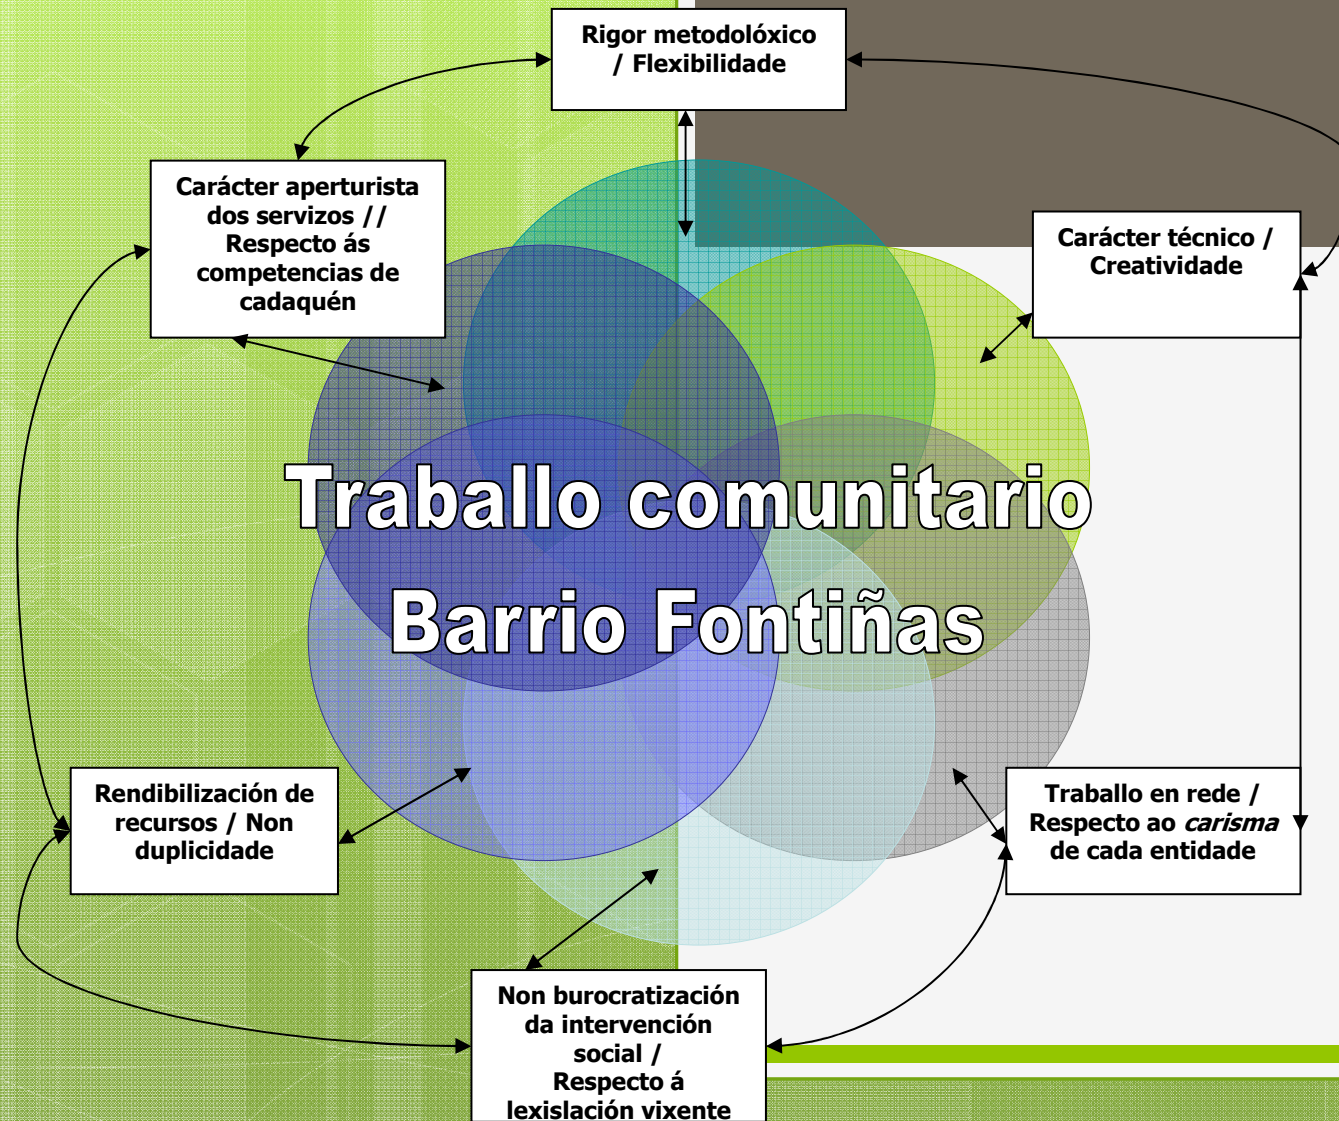 Rigor metodolóxico
/ Flexibilidade
Carácter aperturista
dos servizos //
Respecto ás
competencias de
cadaquén
Carácter técnico /
Creatividade
Traballo comunitario
Barrio Fontiñas
Rendibilización de
recursos / Non
duplicidade
Traballo en rede /
Respecto ao carisma
de cada entidade
Non burocratización
da intervención
social /
Respecto á
lexislación vixente